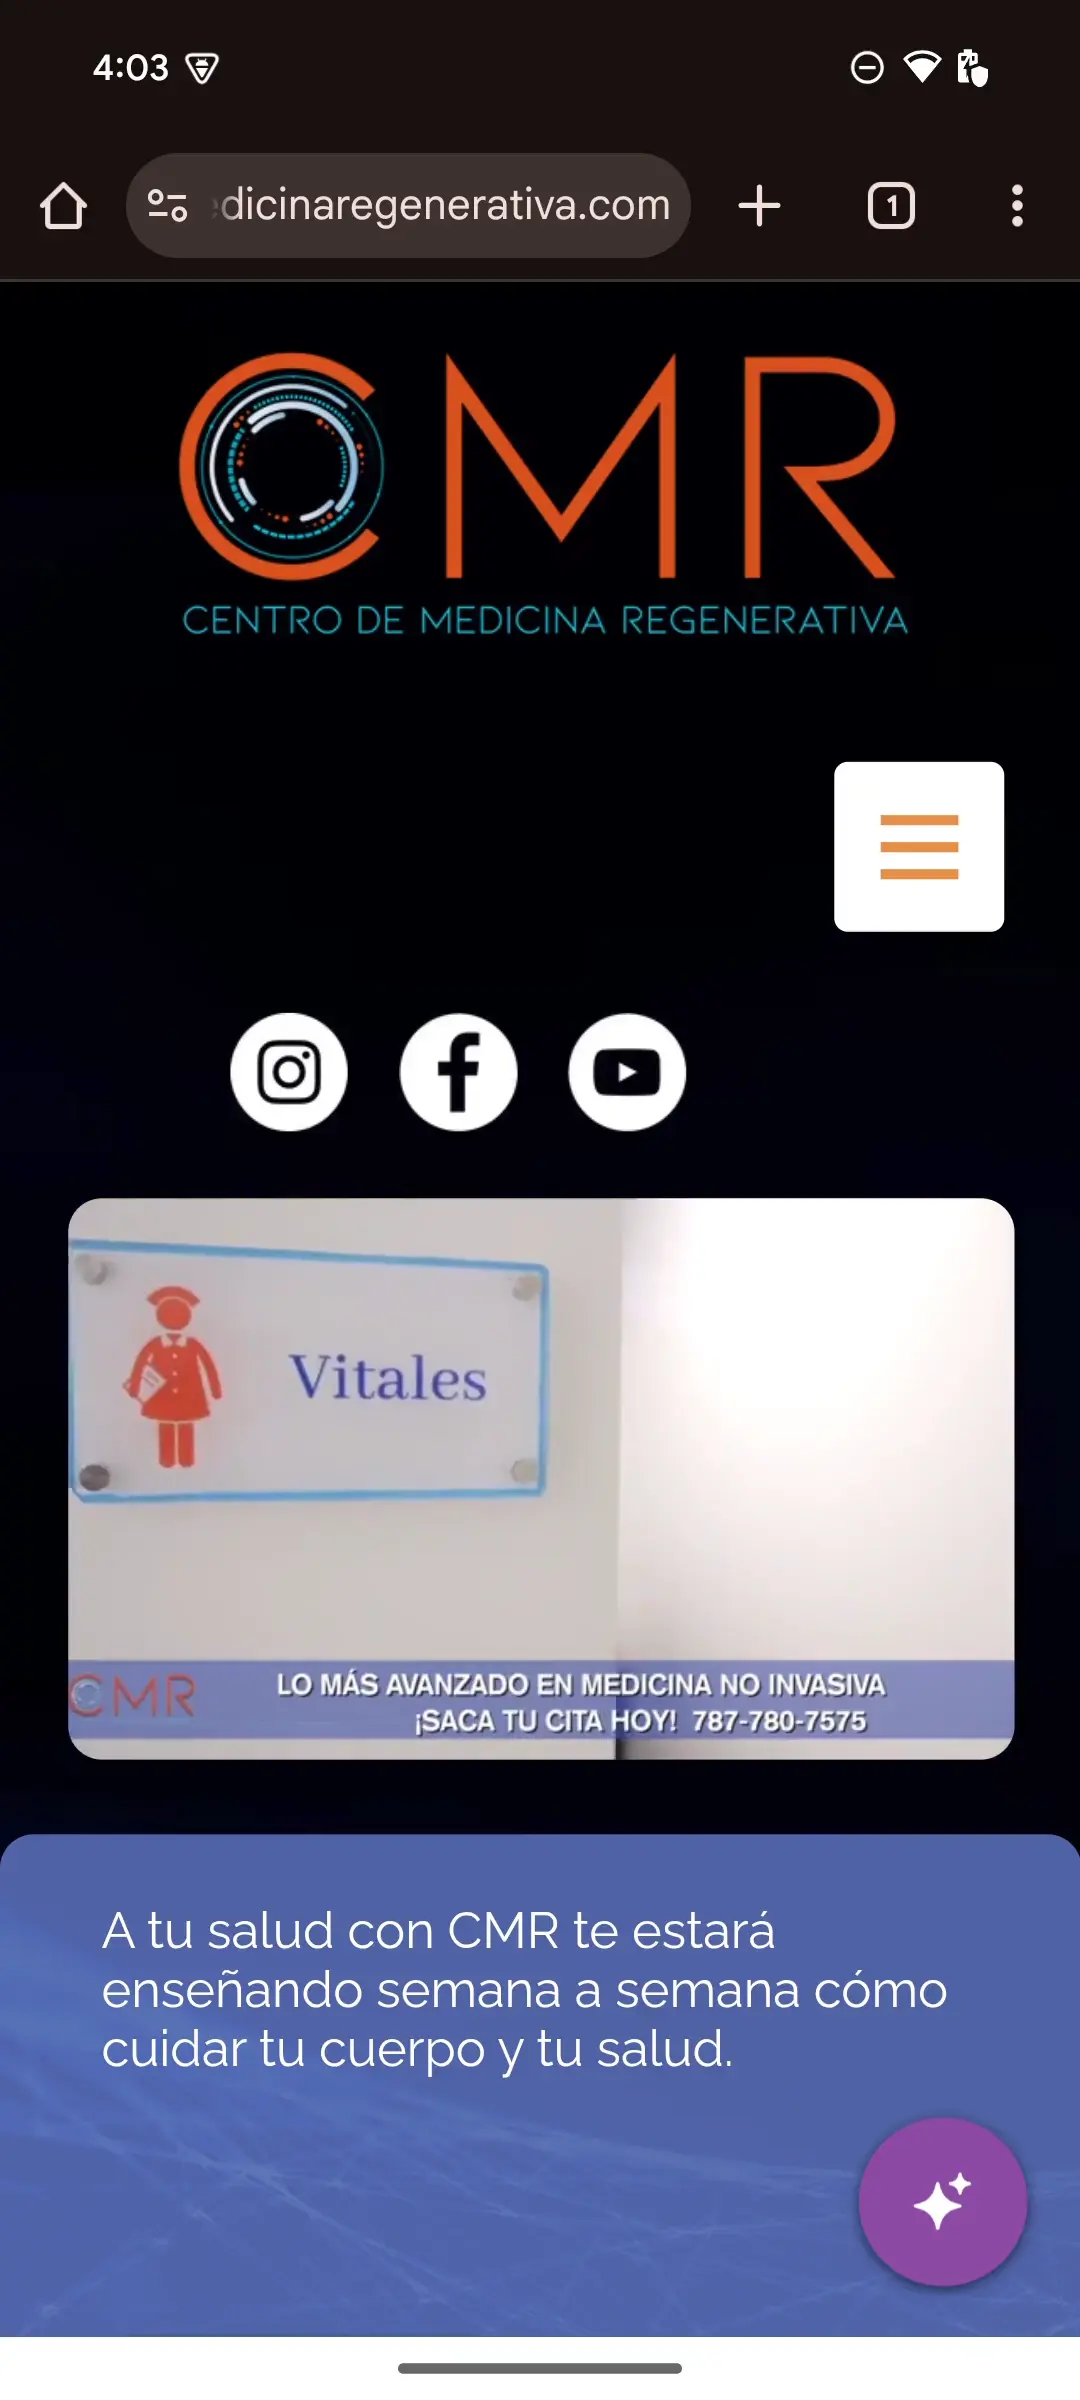 4:03
dicinaregenerativa.com
1
CMR
CENTRO DE MEDICINA REGENERATIVA
Vitales
CMR
LO MÁS AVANZADO EN MEDICINA NO INVASIVA
¡SACA TU CITA HOY! 787-780-7575
A tu salud con CMR te estará
enseñando semana a semana cómo
cuidar tu cuerpo y tu salud.